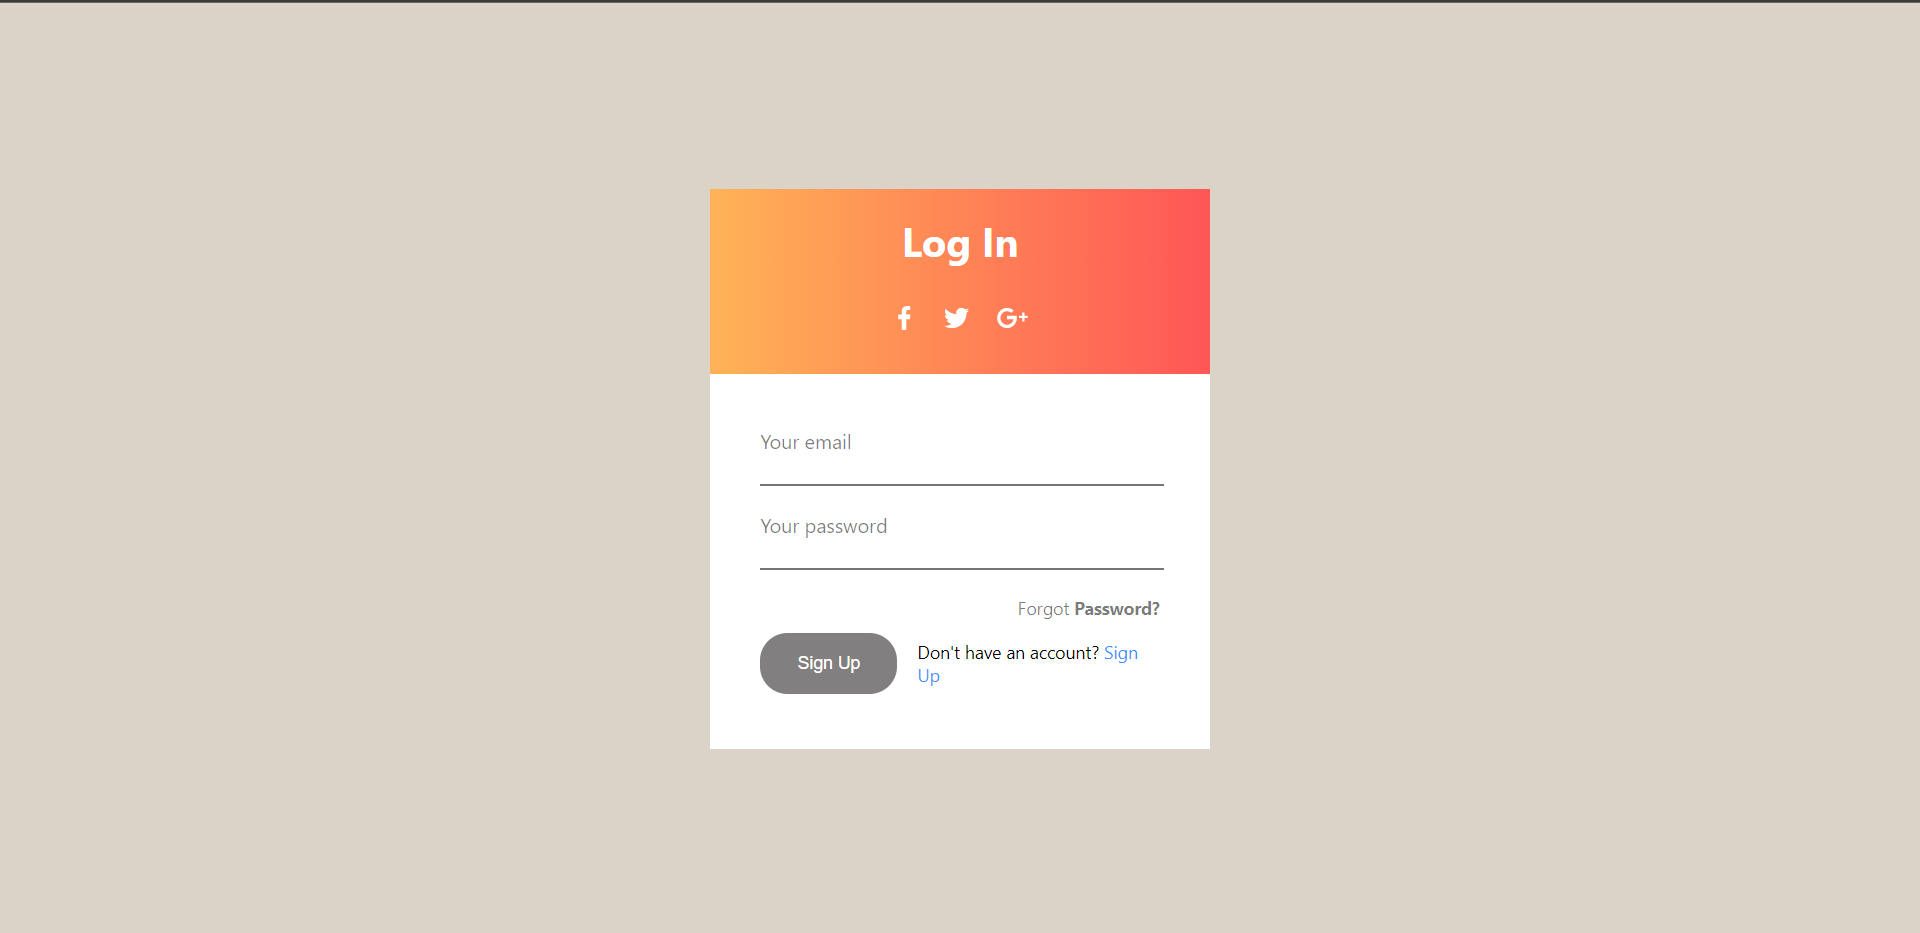 Log In
Your email
Your password
Forgot Password?
Sign Up
Don't have an account? Sign
Up